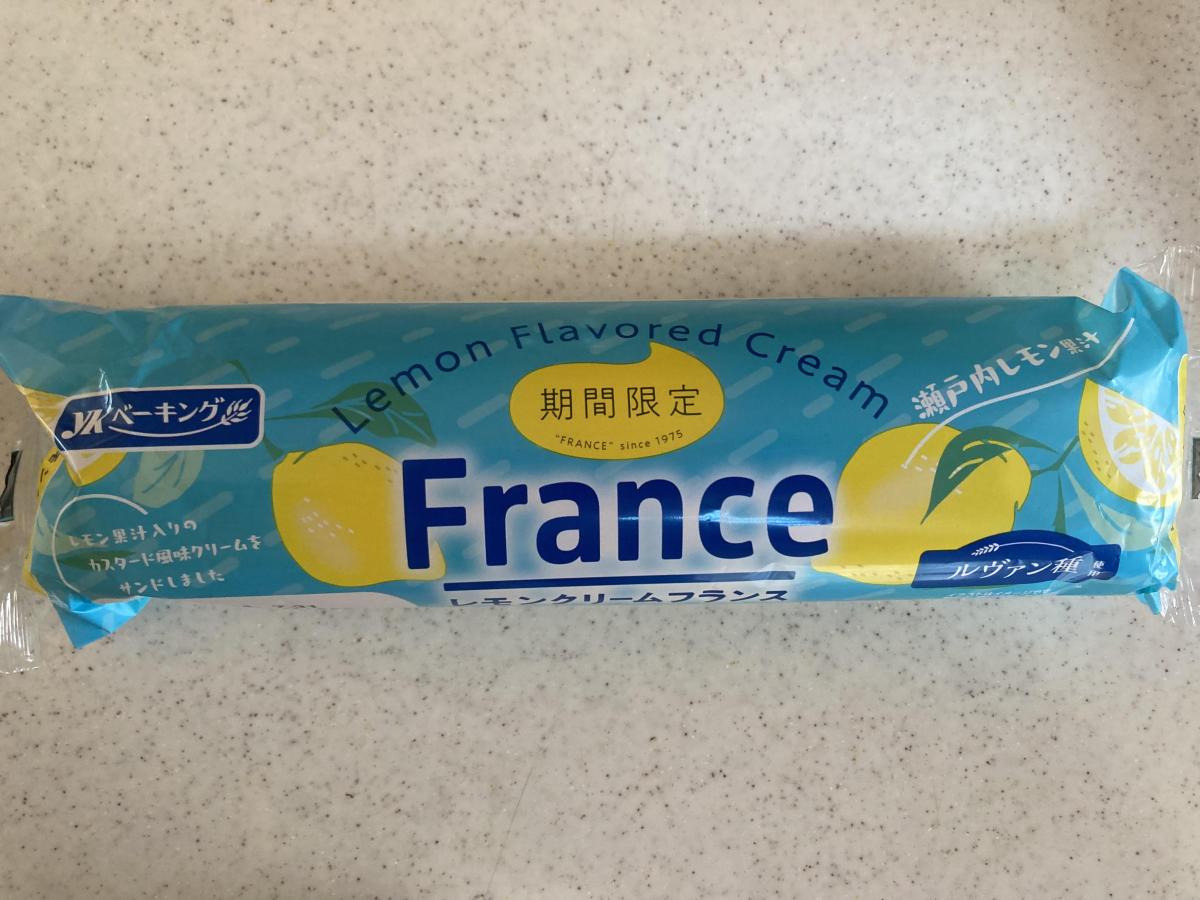 Lemon Flavored Cream
期間限定
"FRANCE" since 1975
France
レモンクリームフランス
YKベーキング
レモン果汁入りの
カスタード風味クリームを
サンドしました
瀬戸内レモン果汁
ルヴァン種 使用